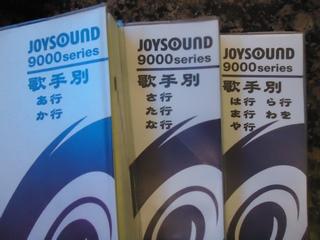 JOYSOUND
9000series
歌手別
あ行
か行
JOYSOUND
9000series
歌手別
さ行
た行
な行
JOYSOUND
9000series
歌手別
は行 ら行
ま行 わを
や行